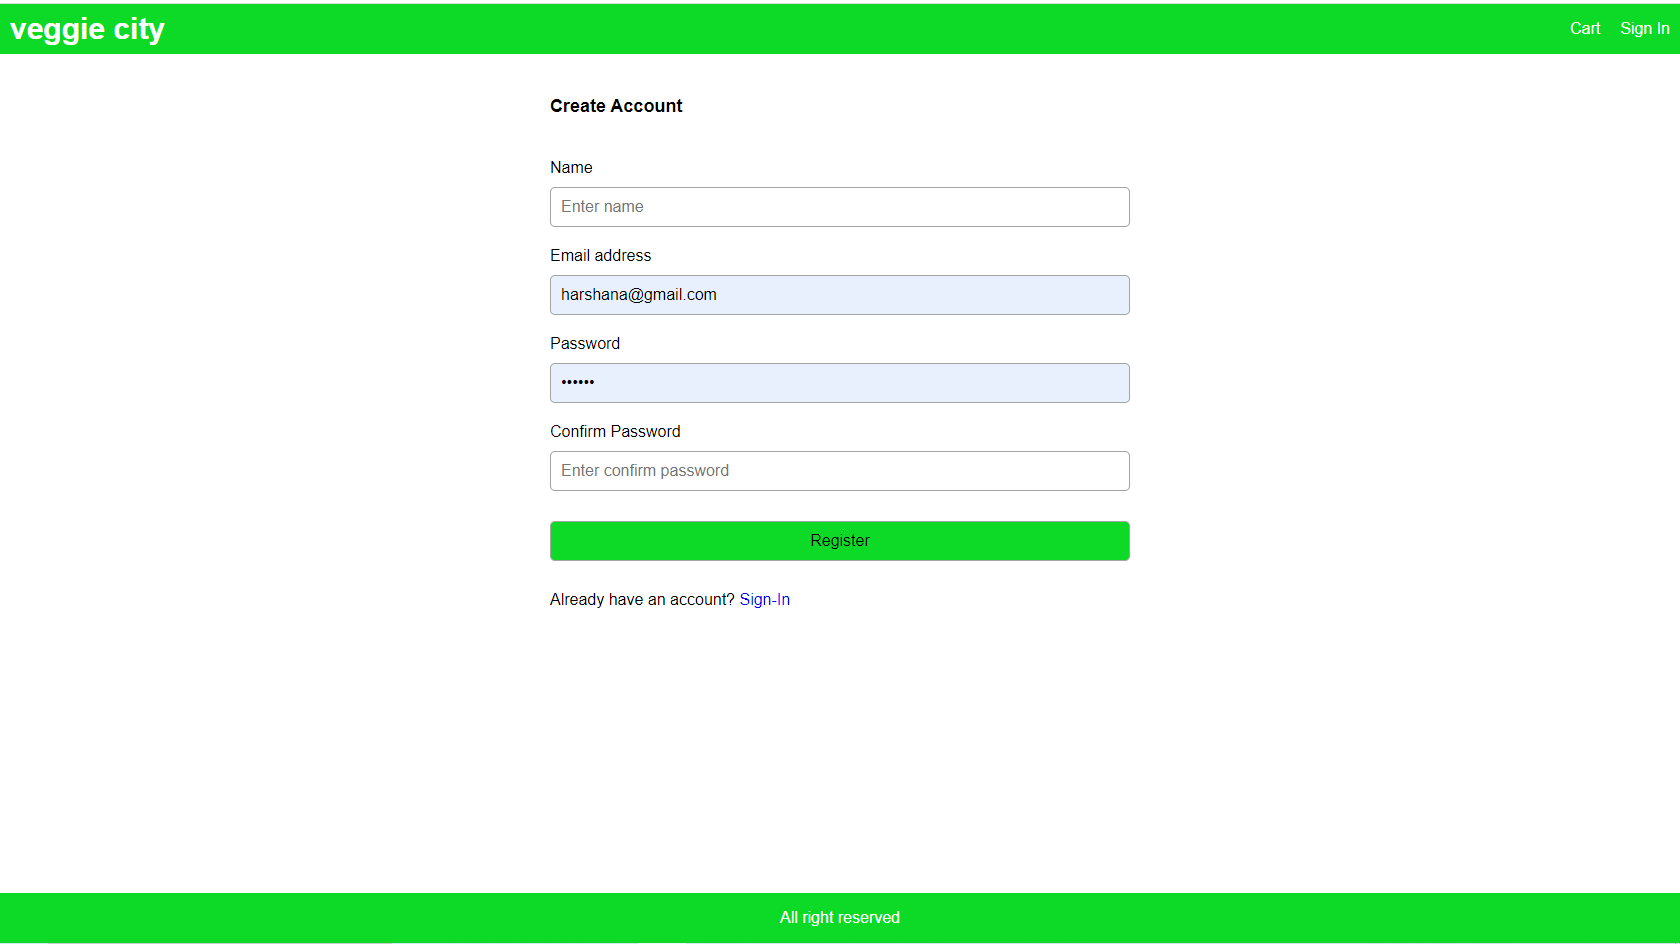 veggie city
Cart Sign In
Create Account
Name
Enter name
Email address
harshana@gmail.com
Password
••••••
Confirm Password
Enter confirm password
Register
Already have an account? Sign-In
All right reserved